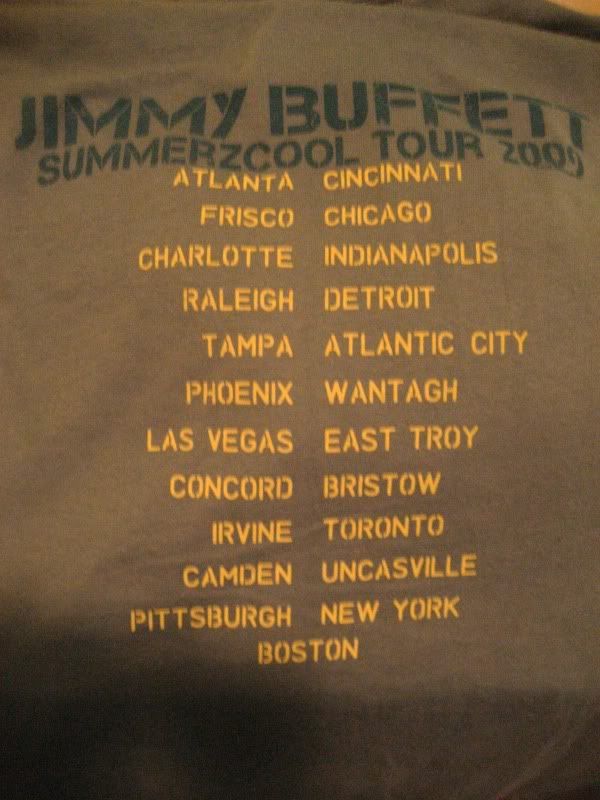 JIMMY BUFFETT
SUMMERZCOOL TOUR 2009
ATLANTA CINCINNATI
FRISCO CHICAGO
CHARLOTTE INDIANAPOLIS
RALEIGH DETROIT
TAMPA ATLANTIC CITY
PHOENIX WANTAGH
LAS VEGAS EAST TROY
CONCORD BRISTOW
IRVINE TORONTO
CAMDEN UNCASVILLE
PITTSBURGH NEW YORK
BOSTON